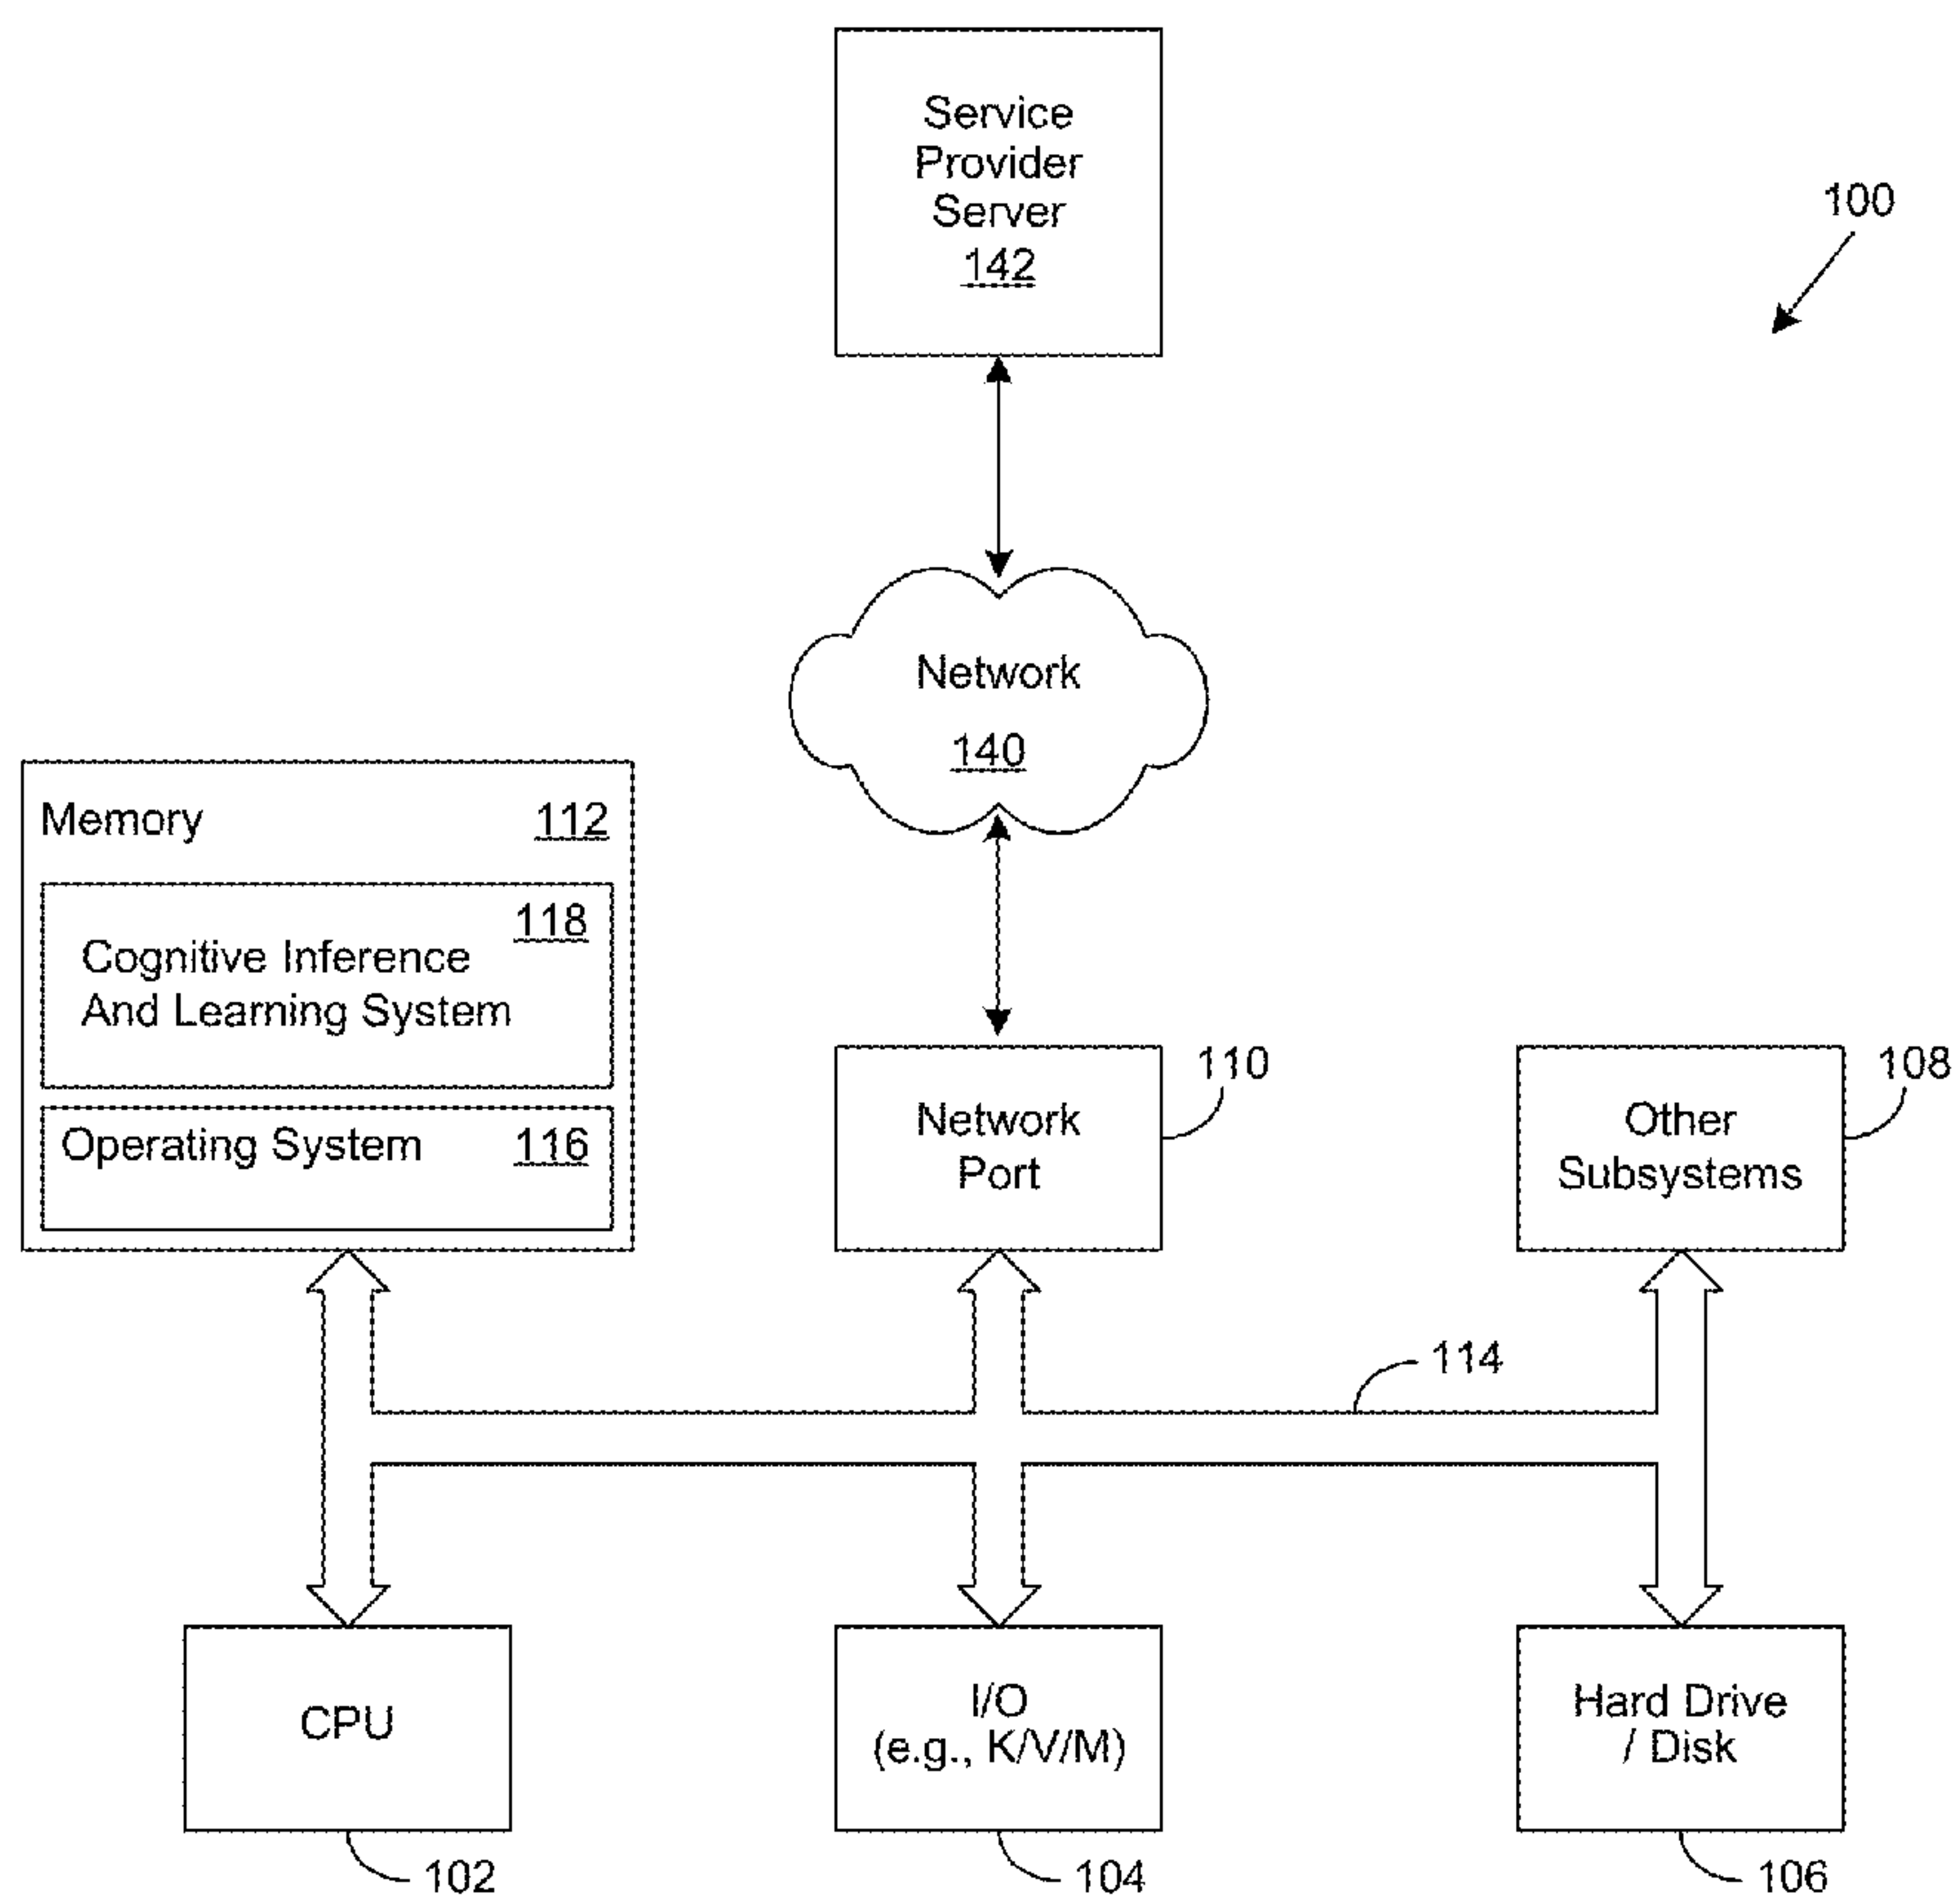 Service
Provider
Server
142
100
Network
140
Memory 112
118
Cognitive Inference
And Learning System
Operating System 116
Network
Port
110
Other
Subsystems
108
114
CPU
102
I/O
(e.g., K/V/M)
104
Hard Drive
/ Disk
106